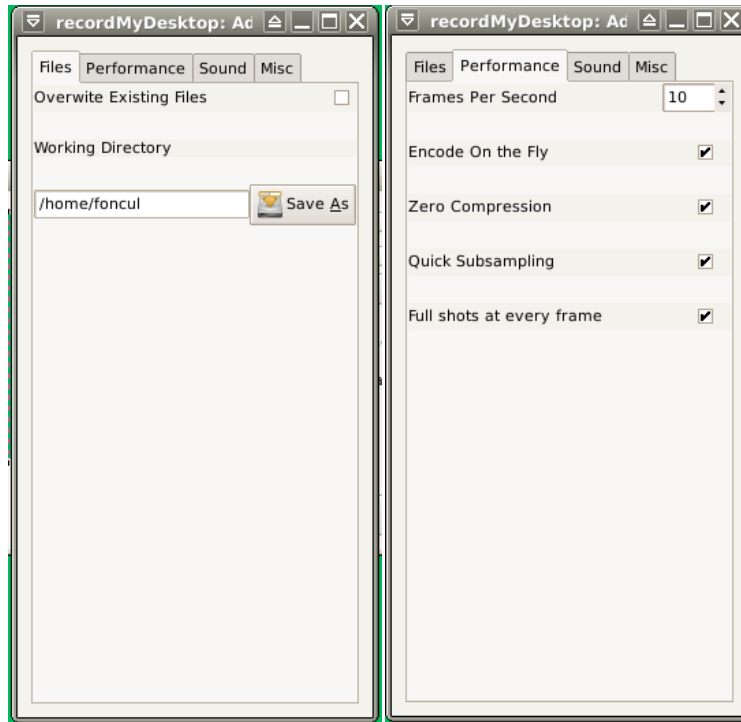 recordMyDesktop: Ad
Files Performance Sound Misc
Overwite Existing Files
Working Directory
/home/foncul Save As
recordMyDesktop: Ad
Files Performance Sound Misc
Frames Per Second 10
Encode On the Fly
Zero Compression
Quick Subsampling
Full shots at every frame